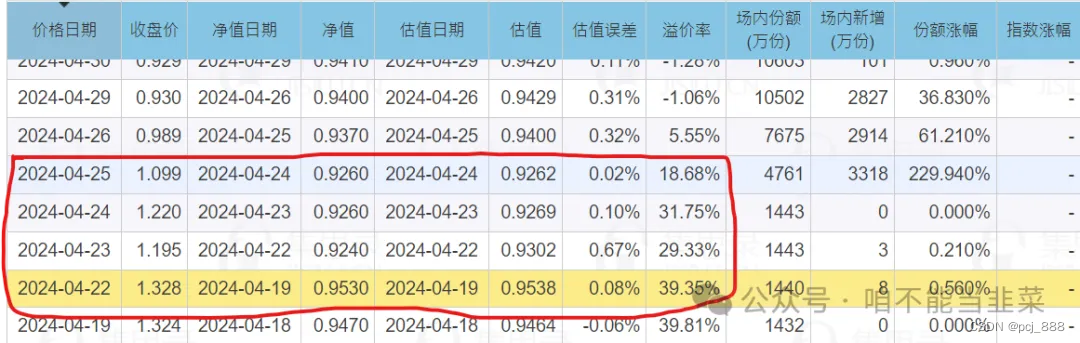 价格日期 收盘价 净值日期 净值 估值日期 估值 估值误差 溢价率 场内份额(万份) 场内新增(万份) 份额涨幅 指数涨幅
2024-04-30 0.929 2024-04-29 0.9410 2024-04-29 0.9420 0.11% -1.28% 10603 101 0.960% -
2024-04-29 0.930 2024-04-26 0.9400 2024-04-26 0.9429 0.31% -1.06% 10502 2827 36.830% -
2024-04-26 0.989 2024-04-25 0.9370 2024-04-25 0.9400 0.32% 5.55% 7675 2914 61.210% -
2024-04-25 1.099 2024-04-24 0.9260 2024-04-24 0.9262 0.02% 18.68% 4761 3318 229.940% -
2024-04-24 1.220 2024-04-23 0.9260 2024-04-23 0.9269 0.10% 31.75% 1443 0 0.000% -
2024-04-23 1.195 2024-04-22 0.9240 2024-04-22 0.9302 0.67% 29.33% 1443 3 0.210% -
2024-04-22 1.328 2024-04-19 0.9530 2024-04-19 0.9538 0.08% 39.35% 1440 8 0.560% -
公众号 · 咱不能当韭菜
2024-04-19 1.324 2024-04-18 0.9470 2024-04-18 0.9464 -0.06% 39.81% 1432 0 0.000% -
CSDN @pcj_888